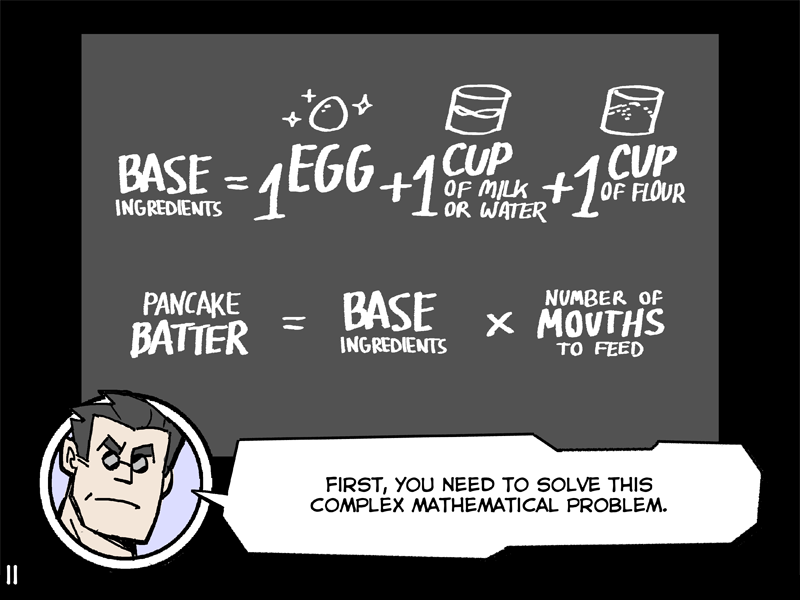 BASE INGREDIENTS = 1 EGG + 1 CUP OF MILK OR WATER + 1 CUP OF FLOUR
PANCAKE BATTER = BASE INGREDIENTS × NUMBER OF MOUTHS TO FEED
FIRST, YOU NEED TO SOLVE THIS
COMPLEX MATHEMATICAL PROBLEM.
11